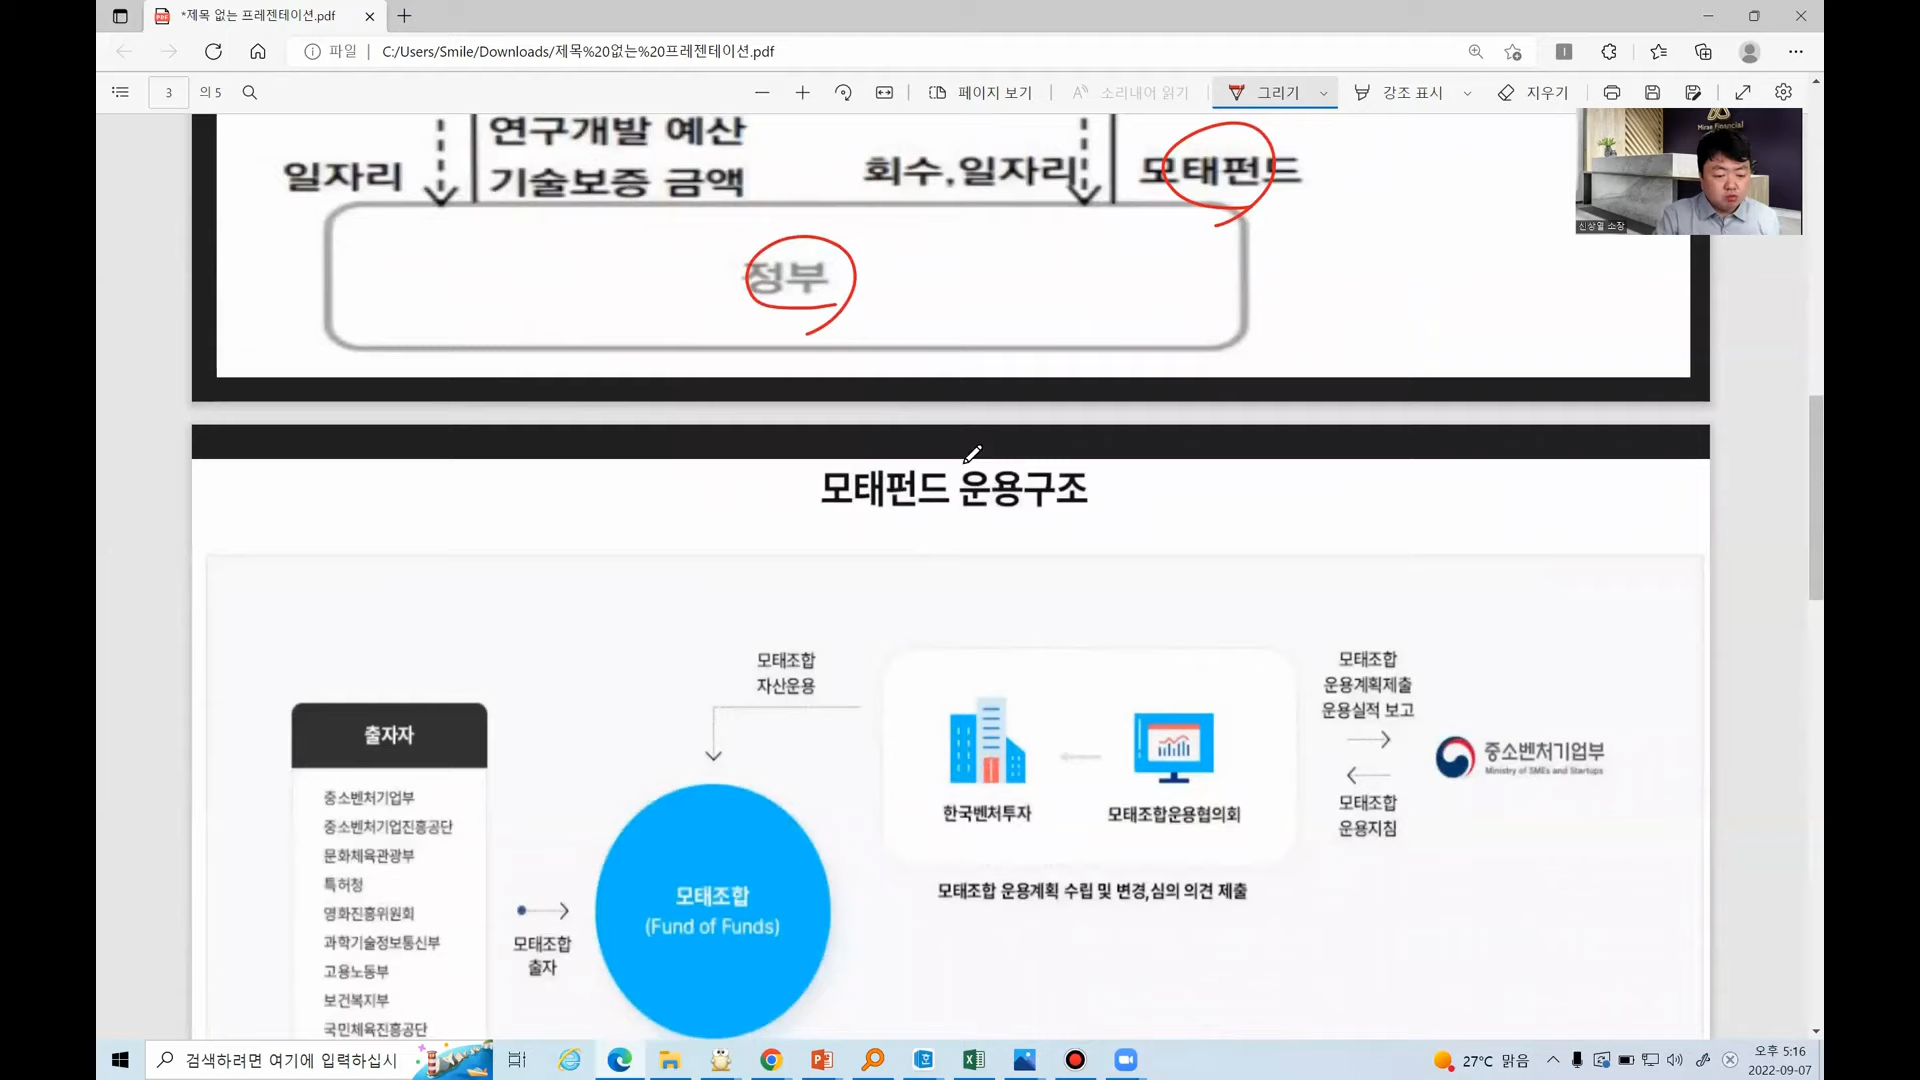 *제목 없는 프레젠테이션.pdf
파일 C:/Users/Smile/Downloads/제목%20없는%20프레젠테이션.pdf
3 의 5 페이지 보기 소리내어 읽기 그리기 강조 표시 지우기
Mirae Financial
신상열 소장
연구개발 예산
일자리 기술보증 금액 회수,일자리 모태펀드
정부
모태펀드 운용구조
모태조합
자산운용
모태조합
운용계획제출
운용실적 보고
출자자
중소벤처기업부
Ministry of SMEs and Startups
한국벤처투자 모태조합운용협의회
모태조합
운용지침
모태조합 운용계획 수립 및 변경,심의 의견 제출
중소벤처기업부
중소벤처기업진흥공단
문화체육관광부
특허청
영화진흥위원회
과학기술정보통신부
고용노동부
보건복지부
국민체육진흥공단
모태조합
출자
모태조합
(Fund of Funds)
검색하려면 여기에 입력하십시
27°C 맑음
오후 5:16
2022-09-07